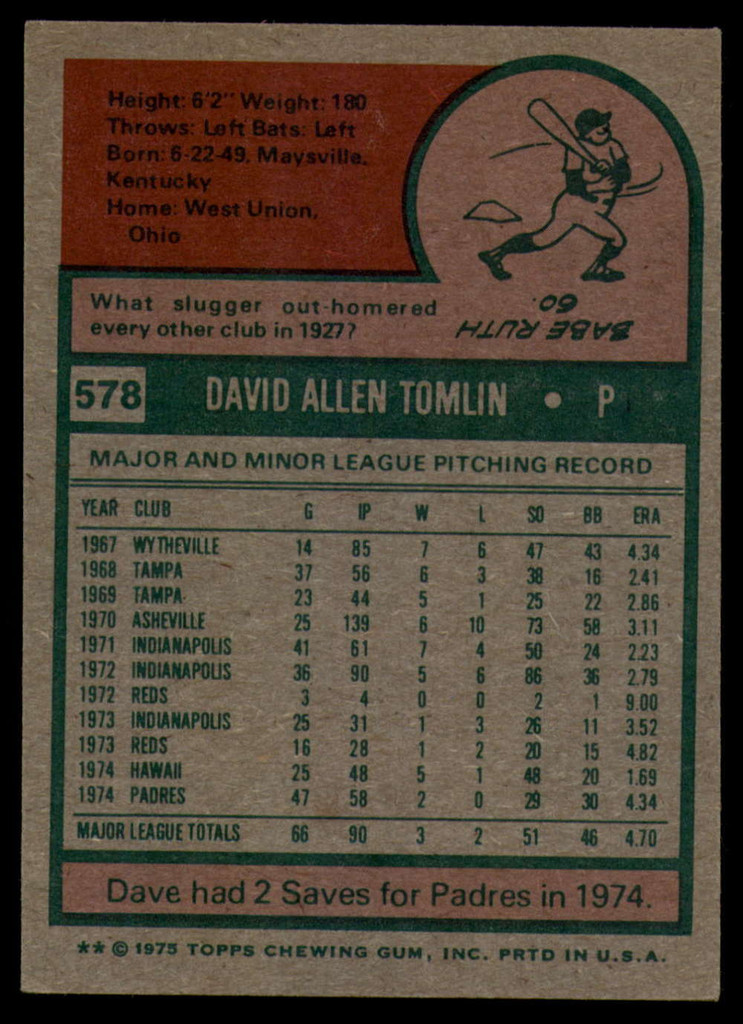 Height: 6'2" Weight: 180
Throws: Left Bats: Left
Born: 6-22-49, Maysville,
Kentucky
Home: West Union,
Ohio
What slugger out-homered
every other club in 1927?
BABE RUTH
60.
578 DAVID ALLEN TOMLIN • P
MAJOR AND MINOR LEAGUE PITCHING RECORD
YEAR CLUB G IP W L SO BB ERA
1967 WYTHEVILLE 14 85 7 6 47 43 4.34
1968 TAMPA 37 56 6 3 38 16 2.41
1969 TAMPA 23 44 5 1 25 22 2.86
1970 ASHEVILLE 25 139 6 10 73 58 3.11
1971 INDIANAPOLIS 41 61 7 4 50 24 2.23
1972 INDIANAPOLIS 36 90 5 6 86 36 2.79
1972 REDS 3 4 0 0 2 1 9.00
1973 INDIANAPOLIS 25 31 1 3 26 11 3.52
1973 REDS 16 28 1 2 20 15 4.82
1974 HAWAII 25 48 5 1 48 20 1.69
1974 PADRES 47 58 2 0 29 30 4.34
MAJOR LEAGUE TOTALS 66 90 3 2 51 46 4.70
Dave had 2 Saves for Padres in 1974.
** © 1975 TOPPS CHEWING GUM, INC. PRTD IN U.S.A.